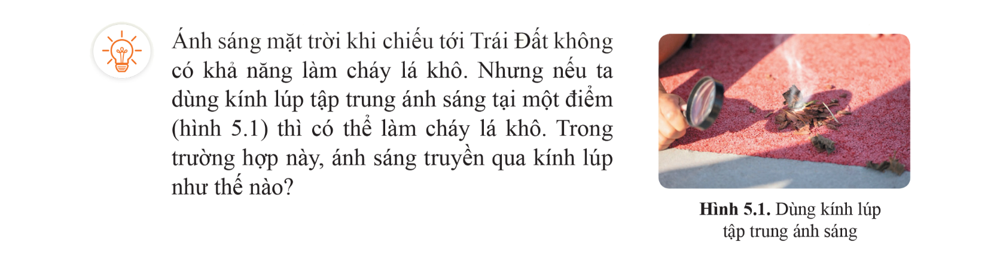 Ánh sáng mặt trời khi chiếu tới Trái Đất không
có khả năng làm cháy lá khô. Nhưng nếu ta
dùng kính lúp tập trung ánh sáng tại một điểm
(hình 5.1) thì có thể làm cháy lá khô. Trong
trường hợp này, ánh sáng truyền qua kính lúp
như thế nào?
Hình 5.1. Dùng kính lúp
tập trung ánh sáng